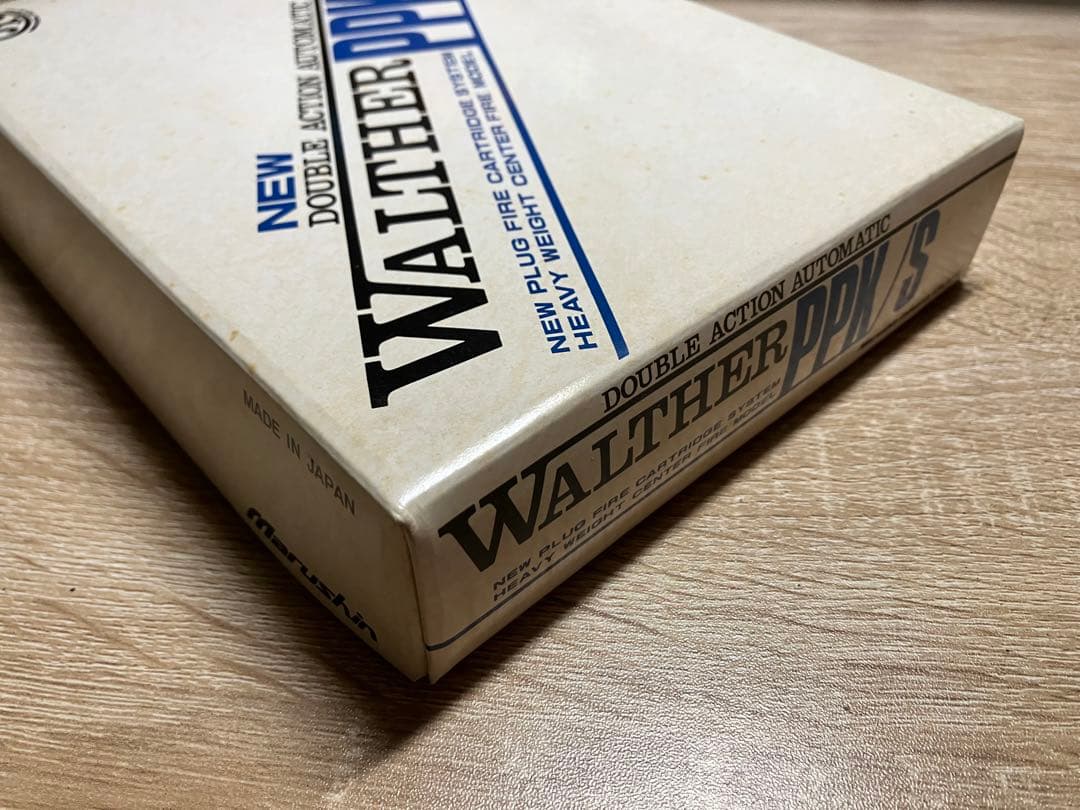 NEW
DOUBLE ACTION AUTOMATIC
WALTHER PPK
NEW PLUG FIRE CARTRIDGE SYSTEM
HEAVY WEIGHT CENTER FIRE MODEL
DOUBLE ACTION AUTOMATIC
WALTHER PPK/S
NEW PLUG FIRE CARTRIDGE SYSTEM
HEAVY WEIGHT CENTER FIRE MODEL
MADE IN JAPAN
Marushin